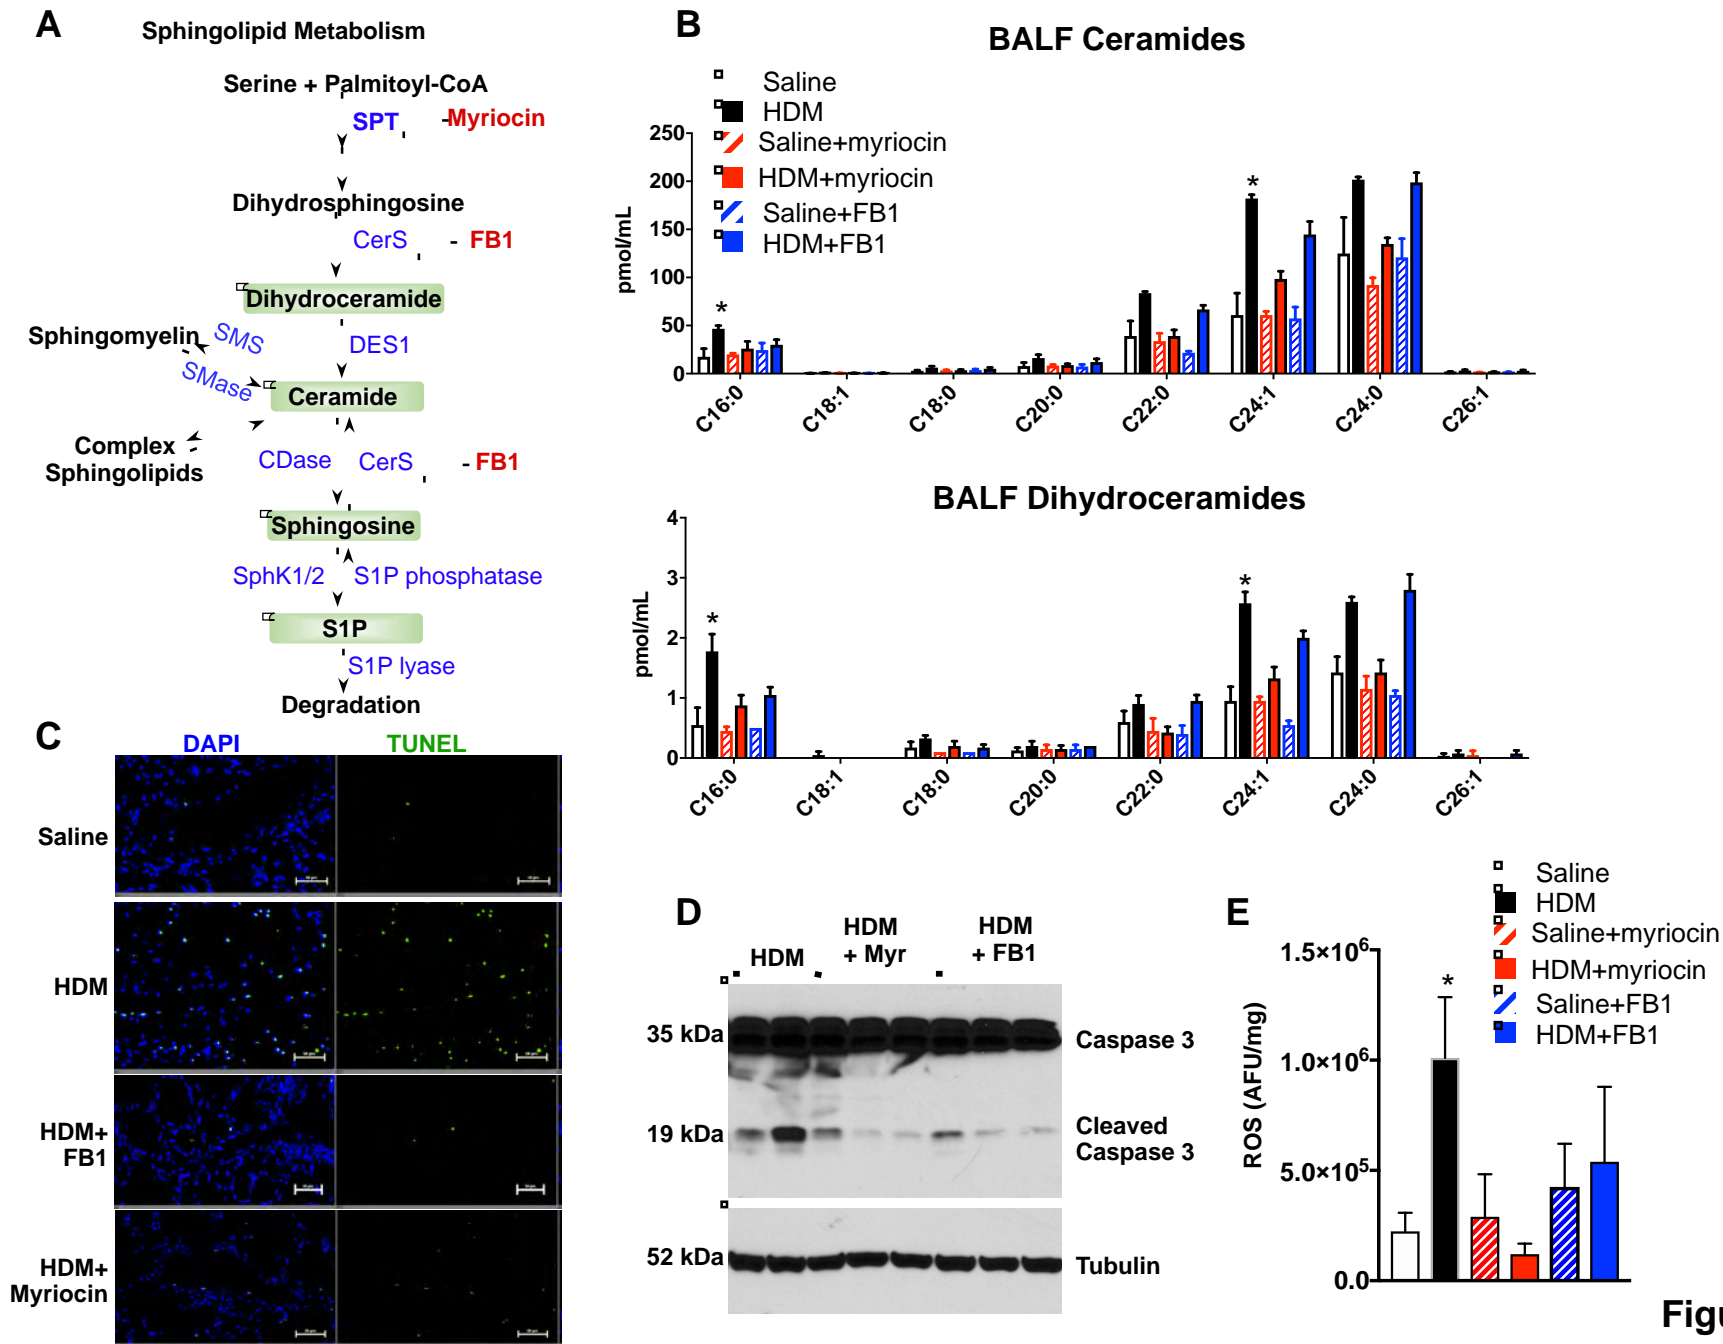 A
Sphingolipid Metabolism
Serine + Palmitoyl-CoA
SPT
Myriocin
Dihydrosphingosine
CerS
FB1
Dihydroceramide
Sphingomyelin
SMS
DES1
SMase
Ceramide
Complex
Sphingolipids
CDase
CerS
FB1
Sphingosine
SphK1/2
S1P phosphatase
S1P
S1P lyase
Degradation
B
BALF Ceramides
Saline
HDM
Saline+myriocin
HDM+myriocin
Saline+FB1
HDM+FB1
pmol/mL
250
200
150
100
50
0
*
*
C16:0
C18:1
C18:0
C20:0
C22:0
C24:1
C24:0
C26:1
BALF Dihydroceramides
pmol/mL
4
3
2
1
0
*
*
C16:0
C18:1
C18:0
C20:0
C22:0
C24:1
C24:0
C26:1
C
DAPI
TUNEL
Saline
HDM
HDM+
FB1
HDM+
Myriocin
D
HDM
HDM
+ Myr
HDM
+ FB1
35 kDa
Caspase 3
19 kDa
Cleaved
Caspase 3
52 kDa
Tubulin
E
Saline
HDM
Saline+myriocin
HDM+myriocin
Saline+FB1
HDM+FB1
ROS (AFU/mg)
1.5×10⁶
1.0×10⁶
5.0×10⁵
0.0
*
Figu